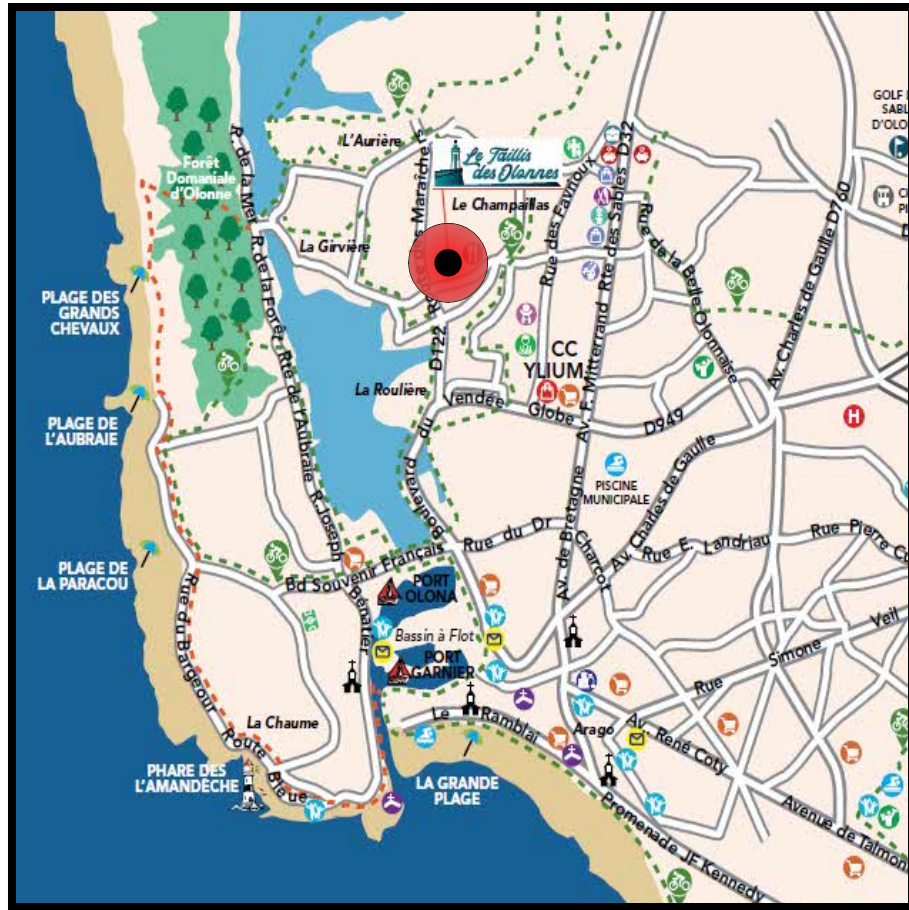 GOLF
SABL
D'OLO
L'Aurière
R. de la Mer
Forêt
Domaniale
d'Olonne
Le Taillis
des Olonnes
Maraîchers
Le Champaillas
Rue des Favrioux
Rte des Sables D32
Rue de la Belle Olonnaise
Av. Charles de Gaulle D760
La Girvière
R. de la Forêt
PLAGE DES
GRANDS
CHEVAUX
D122
CC
YLIUM
Av. F. Mitterrand
La Roulière
Boulevard du Vendée Globe
D949
H
PLAGE DE
L'AUBRAIE
Rte de l'Aubraie
PISCINE
MUNICIPALE
Av. Charles de Gaulle
R. Joseph Bénatier
Rue du Dr Charcot
Av. de Bretagne
Rue E. Landriau
Rue Pierre Cu
PLAGE DE
LA PARACOU
Bd Souvenir Français
PORT
OLONA
Bassin à Flot
PORT
GARNIER
Rue Simone Veil
Rue du Bargeour
La Chaume
Le Remblai
Arago
Av. René Coty
Route Bleue
PHARE DES
L'AMANDÈCHE
LA GRANDE
PLAGE
Promenade JF Kennedy
Avenue de Talmont